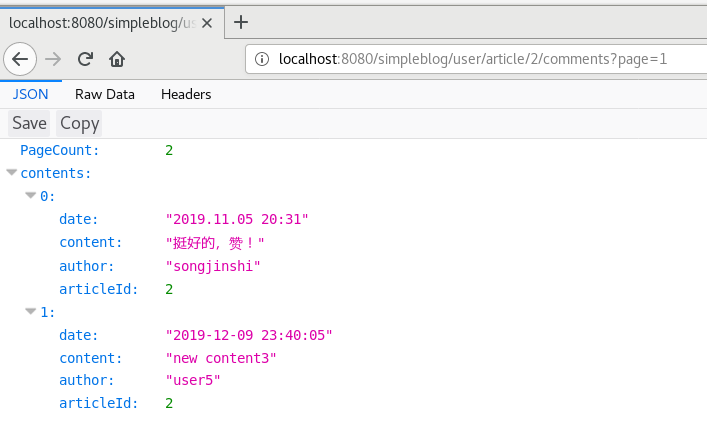 localhost:8080/simpleblog/us
localhost:8080/simpleblog/user/article/2/comments?page=1
JSON Raw Data Headers
Save Copy
PageCount: 2
contents:
0:
date: "2019.11.05 20:31"
content: "挺好的，赞！"
author: "songjinshi"
articleId: 2
1:
date: "2019-12-09 23:40:05"
content: "new content3"
author: "user5"
articleId: 2